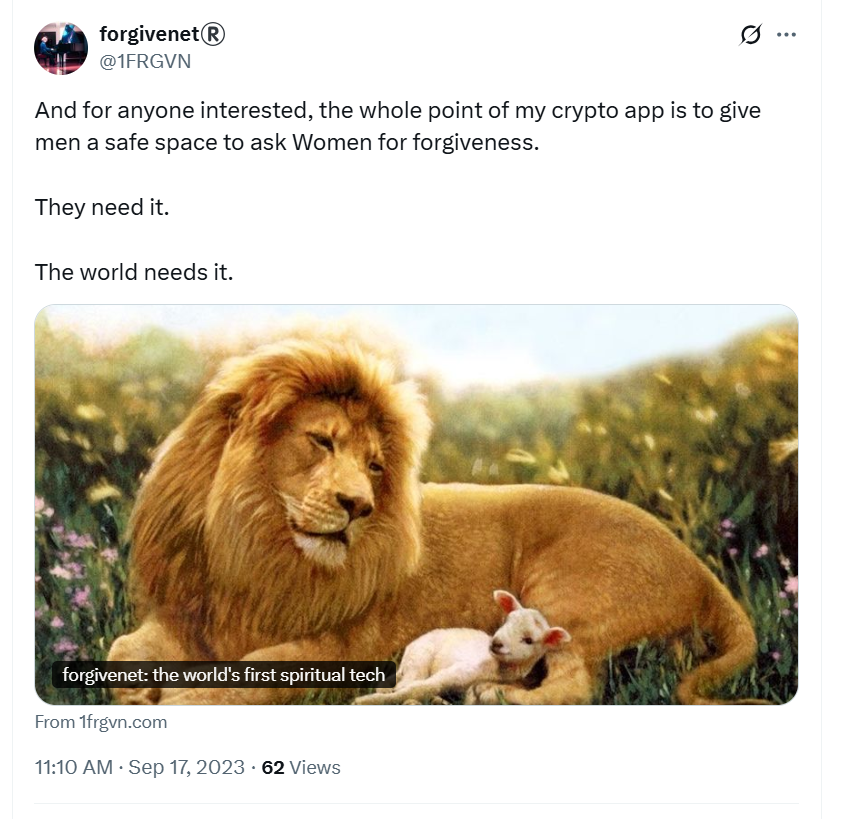 forgivenet®
@1FRGVN
And for anyone interested, the whole point of my crypto app is to give
men a safe space to ask Women for forgiveness.
They need it.
The world needs it.
forgivenet: the world's first spiritual tech
From 1frgvn.com
11:10 AM · Sep 17, 2023 · 62 Views